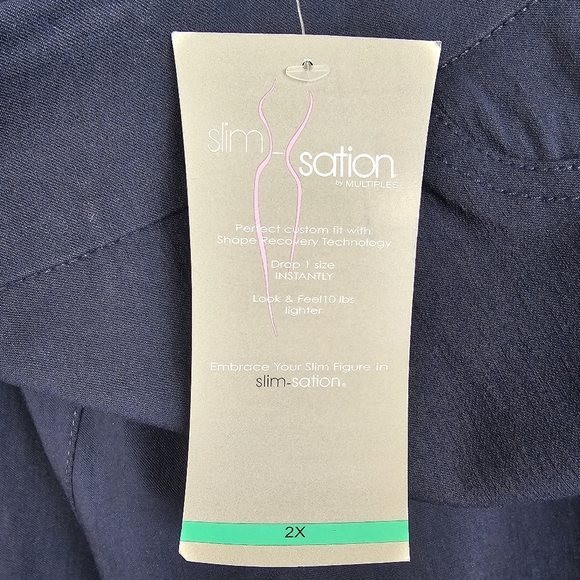 slim-
sation
by MULTIPLES
Perfect custom fit with
Shape Recovery Technology
Drop 1 size
INSTANTLY
Look & Feel 10 lbs
lighter
Embrace Your Slim Figure in
slim-sation®
2X